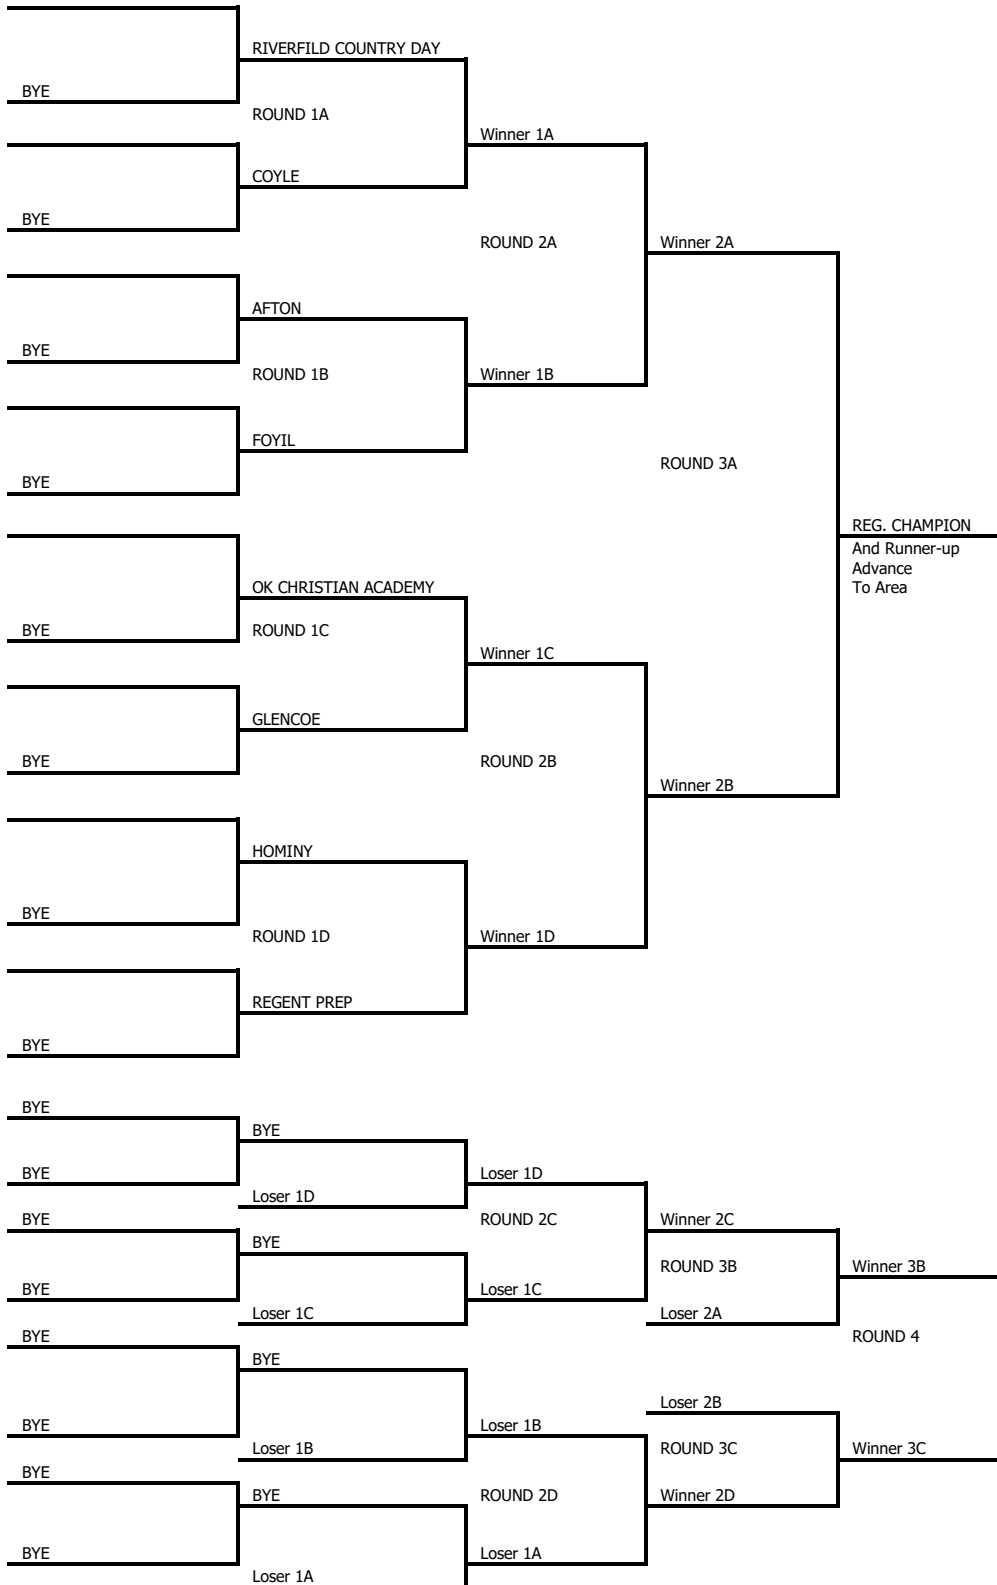 RIVERFILD COUNTRY DAY
BYE
ROUND 1A
Winner 1A
COYLE
BYE
ROUND 2A
Winner 2A
AFTON
BYE
ROUND 1B
Winner 1B
FOYIL
ROUND 3A
BYE
REG. CHAMPION
And Runner-up
Advance
To Area
OK CHRISTIAN ACADEMY
BYE
ROUND 1C
Winner 1C
GLENCOE
BYE
ROUND 2B
Winner 2B
HOMINY
BYE
ROUND 1D
Winner 1D
REGENT PREP
BYE
BYE
BYE
BYE
Loser 1D
Loser 1D
BYE
ROUND 2C
Winner 2C
BYE
ROUND 3B
Winner 3B
BYE
Loser 1C
Loser 1C
Loser 2A
BYE
ROUND 4
BYE
Loser 2B
BYE
Loser 1B
Loser 1B
ROUND 3C
Winner 3C
BYE
BYE
ROUND 2D
Winner 2D
BYE
Loser 1A
Loser 1A